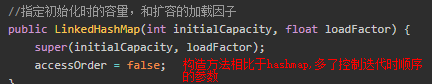 //指定初始化时的容量，和扩容的加载因子
public LinkedHashMap(int initialCapacity, float loadFactor) {
super(initialCapacity, loadFactor);
accessOrder = false; 构造方法相比于hashmap,多了控制迭代时顺序
的参数
}